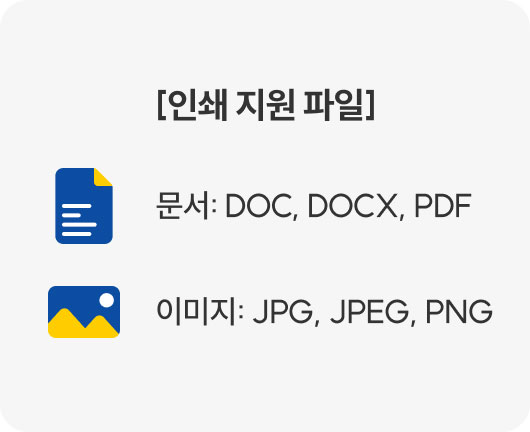 [인쇄 지원 파일]
문서: DOC, DOCX, PDF
이미지: JPG, JPEG, PNG